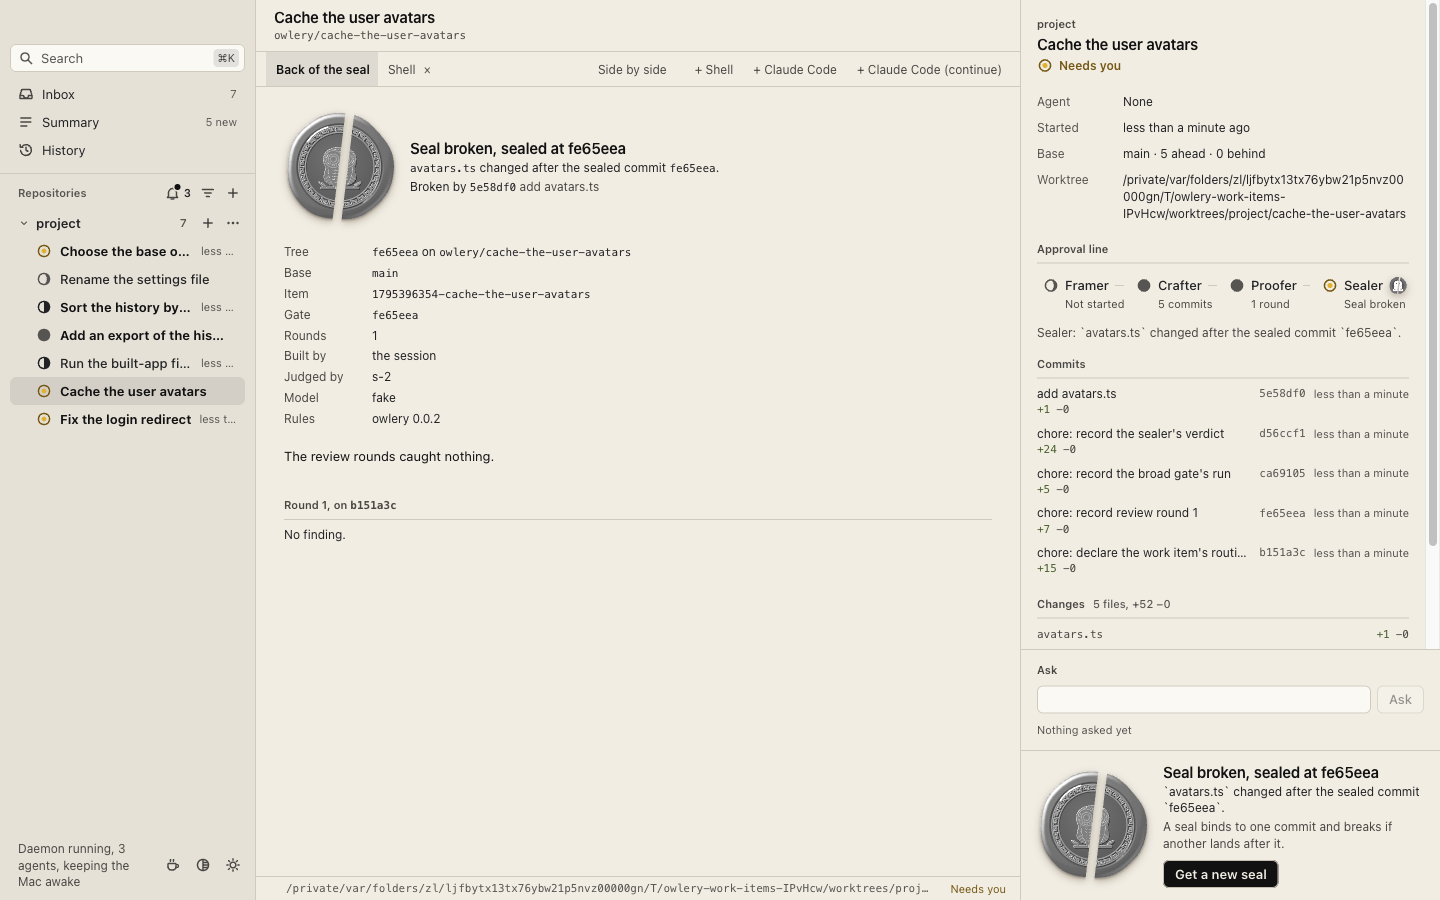 Search ⌘K
Inbox 7
Summary 5 new
History
Repositories 3
project 7
Choose the base o... less ...
Rename the settings file
Sort the history by... less ...
Add an export of the his...
Run the built-app fi... less ...
Cache the user avatars
Fix the login redirect less t...
Daemon running, 3
agents, keeping the
Mac awake
Cache the user avatars
owlery/cache-the-user-avatars
Back of the seal Shell × Side by side + Shell + Claude Code + Claude Code (continue)
Seal broken, sealed at fe65eea
avatars.ts changed after the sealed commit fe65eea.
Broken by 5e58df0 add avatars.ts
Tree fe65eea on owlery/cache-the-user-avatars
Base main
Item 1795396354-cache-the-user-avatars
Gate fe65eea
Rounds 1
Built by the session
Judged by s-2
Model fake
Rules owlery 0.0.2
The review rounds caught nothing.
Round 1, on b151a3c
No finding.
/private/var/folders/zl/ljfbytx13tx76ybw21p5nvz00000gn/T/owlery-work-items-IPvHcw/worktrees/proj… Needs you
project
Cache the user avatars
Needs you
Agent None
Started less than a minute ago
Base main · 5 ahead · 0 behind
Worktree /private/var/folders/zl/ljfbytx13tx76ybw21p5nvz00
000gn/T/owlery-work-items-
IPvHcw/worktrees/project/cache-the-user-avatars
Approval line
Framer Crafter Proofer Sealer
Not started 5 commits 1 round Seal broken
Sealer: `avatars.ts` changed after the sealed commit `fe65eea`.
Commits
add avatars.ts 5e58df0 less than a minute
+1 −0
chore: record the sealer's verdict d56ccf1 less than a minute
+24 −0
chore: record the broad gate's run ca69105 less than a minute
+5 −0
chore: record review round 1 fe65eea less than a minute
+7 −0
chore: declare the work item's routi... b151a3c less than a minute
+15 −0
Changes 5 files, +52 −0
avatars.ts +1 −0
Ask
Ask
Nothing asked yet
Seal broken, sealed at fe65eea
`avatars.ts` changed after the sealed commit
`fe65eea`.
A seal binds to one commit and breaks if
another lands after it.
Get a new seal